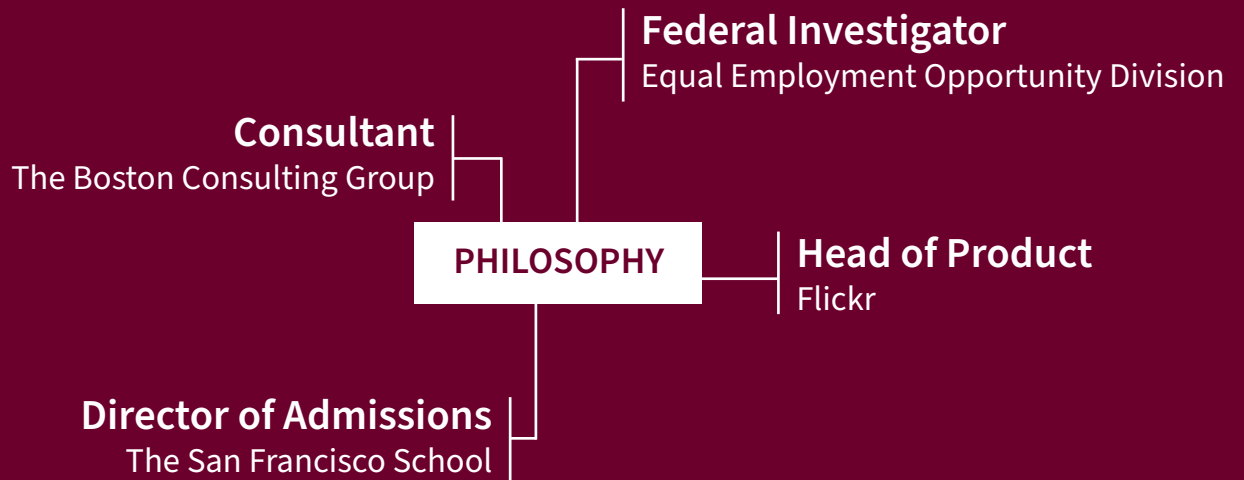 Federal Investigator
Equal Employment Opportunity Division
Consultant
The Boston Consulting Group
PHILOSOPHY
Head of Product
Flickr
Director of Admissions
The San Francisco School